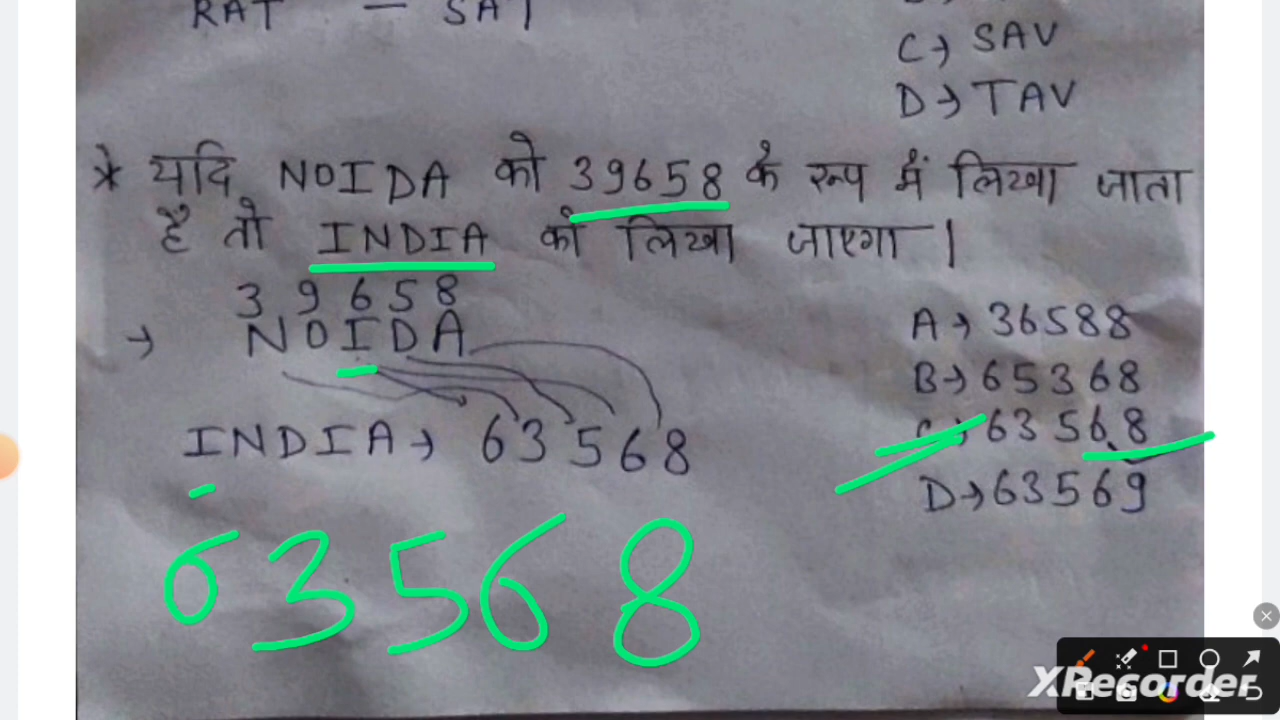 RAT — SAT
C→ SAV
D→ TAV
* यदि NOIDA को 39658 के रूप में लिखा जाता
है तो INDIA को लिखा जाएगा |
3 9 6 5 8
→ NOIDA
A→ 36588
B→ 65368
C→ 63568
D→ 63569
INDIA→ 63568
63568
XRecorder